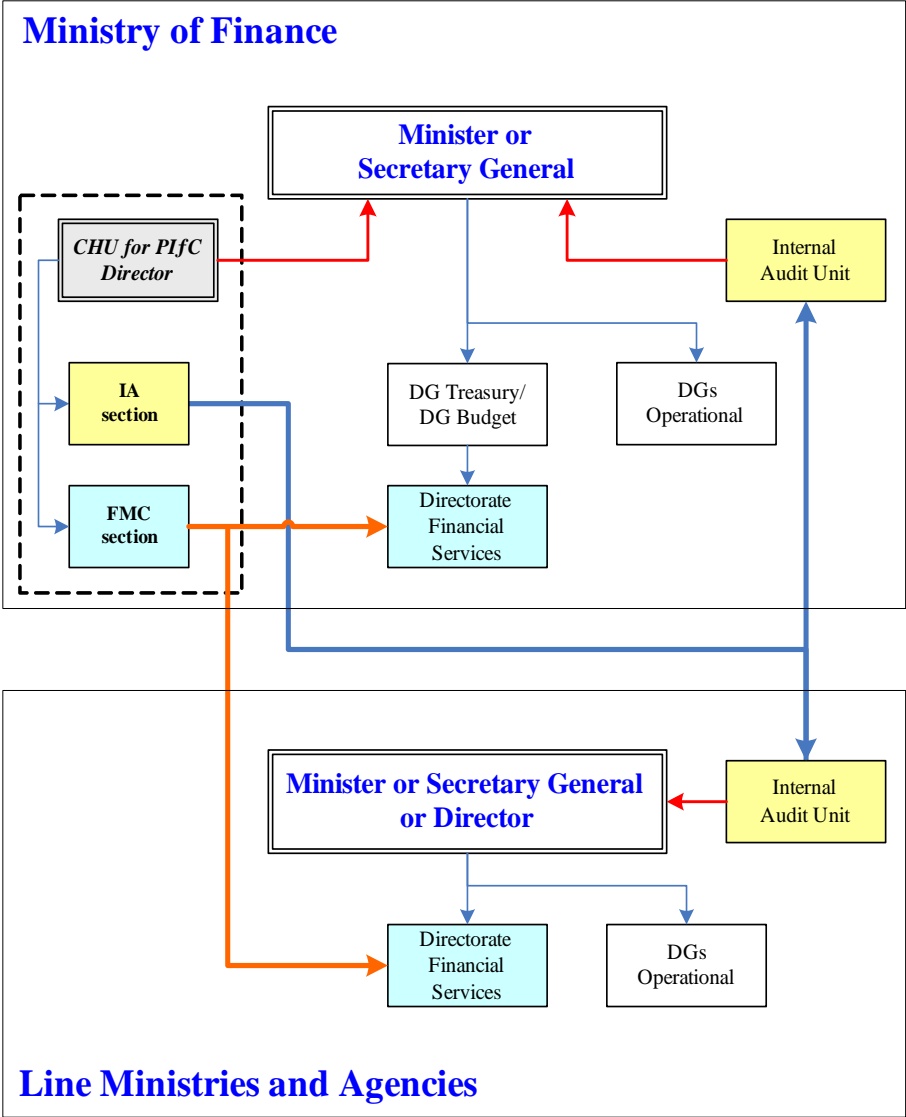 Ministry of Finance
Minister or
Secretary General
CHU for PIfC
Director
Internal
Audit Unit
IA
section
DG Treasury/
DG Budget
DGs
Operational
FMC
section
Directorate
Financial
Services
Minister or Secretary General
or Director
Internal
Audit Unit
Directorate
Financial
Services
DGs
Operational
Line Ministries and Agencies